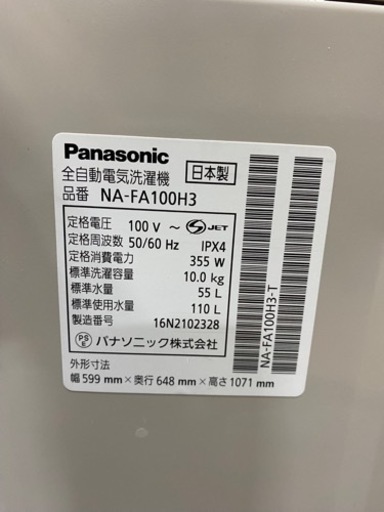 Panasonic
全自動電気洗濯機 日本製
品番 NA-FA100H3
定格電圧 100 V ～ S JET
定格周波数 50/60 Hz IPX4
定格消費電力 355 W
標準洗濯容量 10.0 kg
標準水量 55 L
標準使用水量 110 L
製造番号 16N2102328
PS E パナソニック株式会社
外形寸法
幅 599 mm×奥行 648 mm×高さ 1071 mm
NA-FA100H3-T